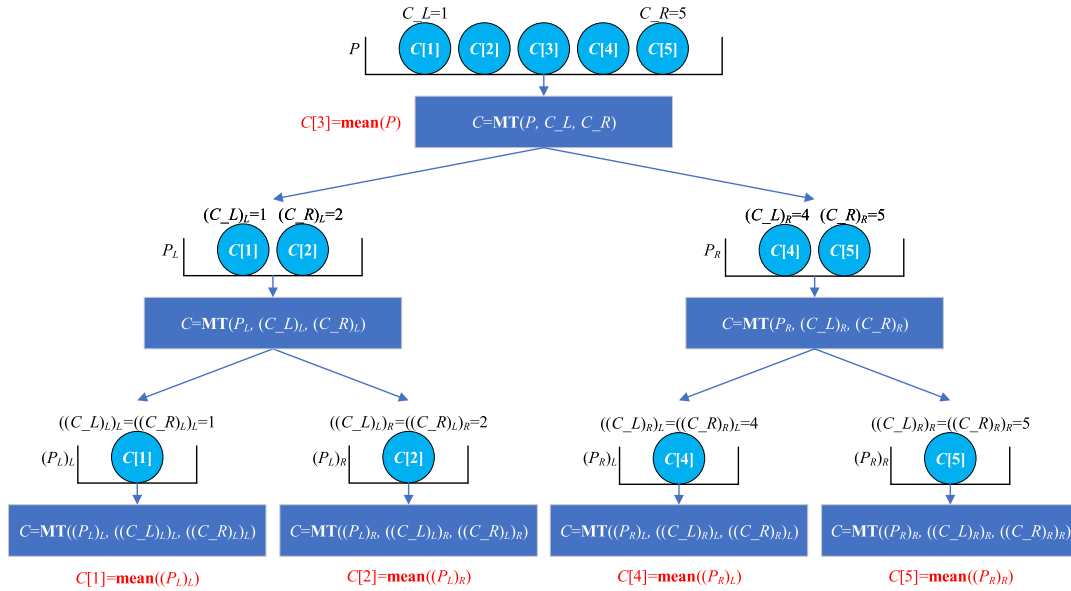 C_L=1 C_R=5
P C[1] C[2] C[3] C[4] C[5]
C[3]=mean(P) C=MT(P, C_L, C_R)
(C_L)L=1 (C_R)L=2 (C_L)R=4 (C_R)R=5
PL C[1] C[2] PR C[4] C[5]
C=MT(PL, (C_L)L, (C_R)L) C=MT(PR, (C_L)R, (C_R)R)
((C_L)L)L=((C_R)L)L=1 ((C_L)L)R=((C_R)L)R=2 ((C_L)R)L=((C_R)R)L=4 ((C_L)R)R=((C_R)R)R=5
(PL)L C[1] (PL)R C[2] (PR)L C[4] (PR)R C[5]
C=MT((PL)L, ((C_L)L)L, ((C_R)L)L) C=MT((PL)R, ((C_L)L)R, ((C_R)L)R) C=MT((PR)L, ((C_L)R)L, ((C_R)R)L) C=MT((PR)R, ((C_L)R)R, ((C_R)R)R)
C[1]=mean((PL)L) C[2]=mean((PL)R) C[4]=mean((PR)L) C[5]=mean((PR)R)